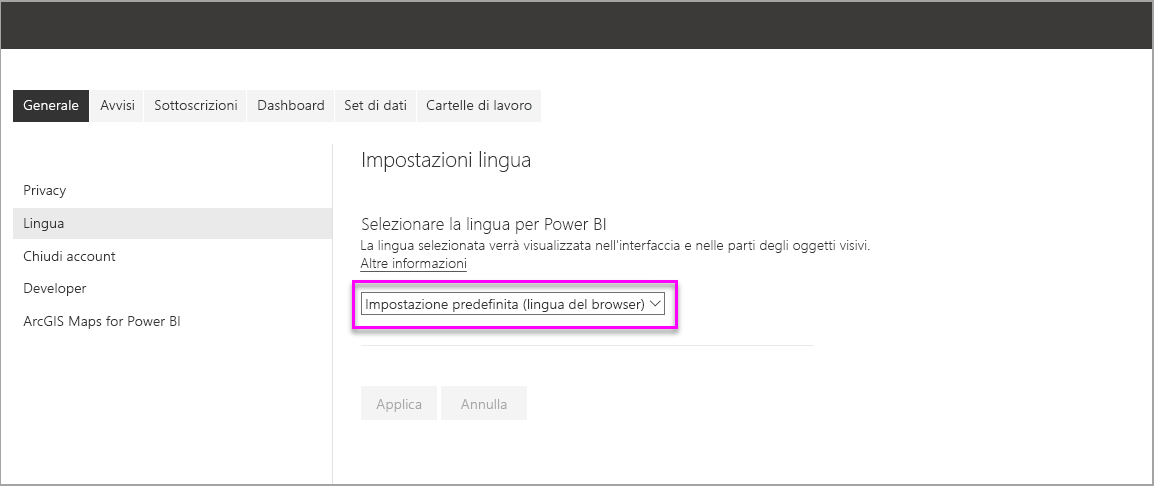 Generale Avvisi Sottoscrizioni Dashboard Set di dati Cartelle di lavoro
Privacy
Lingua
Chiudi account
Developer
ArcGIS Maps for Power BI
Impostazioni lingua
Selezionare la lingua per Power BI
La lingua selezionata verrà visualizzata nell'interfaccia e nelle parti degli oggetti visivi.
Altre informazioni
Impostazione predefinita (lingua del browser)
Applica Annulla